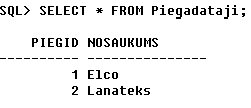 SQL> SELECT * FROM Piegadataji;
PIEGID NOSAUKUMS
---------- ---------------
1 Elco
2 Lanateks